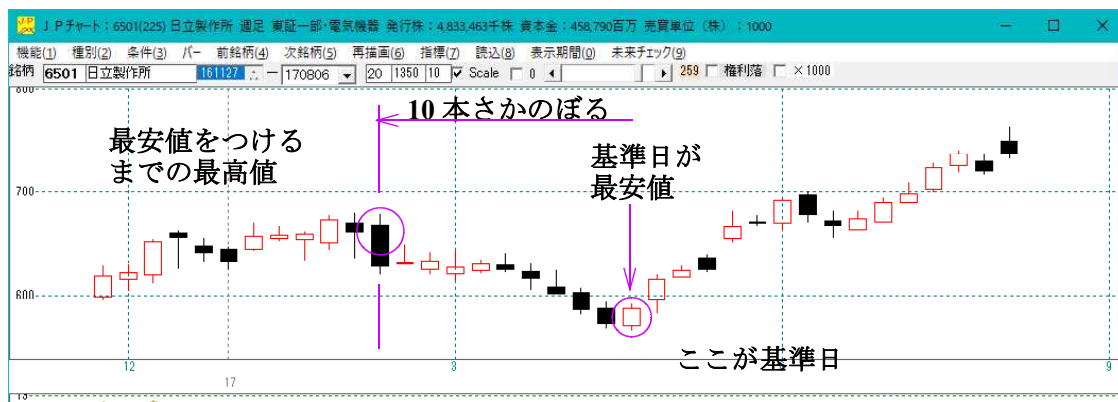 JPチャート：6501(225) 日立製作所 週足 東証一部・電気機器 発行株：4,833,463千株 資本金：458,790百万 売買単位（株）：1000
機能(1) 種別(2) 条件(3) バー 前銘柄(4) 次銘柄(5) 再描画(6) 指標(7) 読込(8) 表示期間(0) 未来チェック(9)
銘柄 6501 日立製作所 161127 ー 170806 20 1350 10 Scale 0 259 権利落 ×1000
800
10本さかのぼる
最安値をつける
までの最高値
基準日が
最安値
700
600
ここが基準日
12 3 9
17